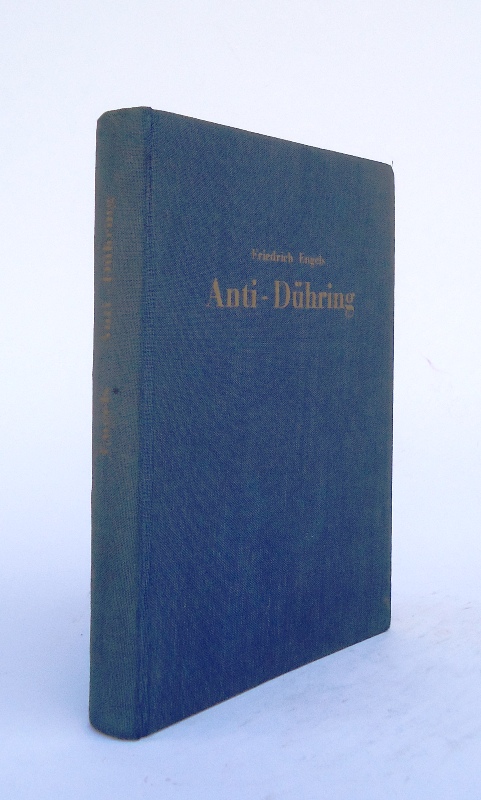 Friedrich Engels
Anti-Dühring
Engels Anti-Dühring